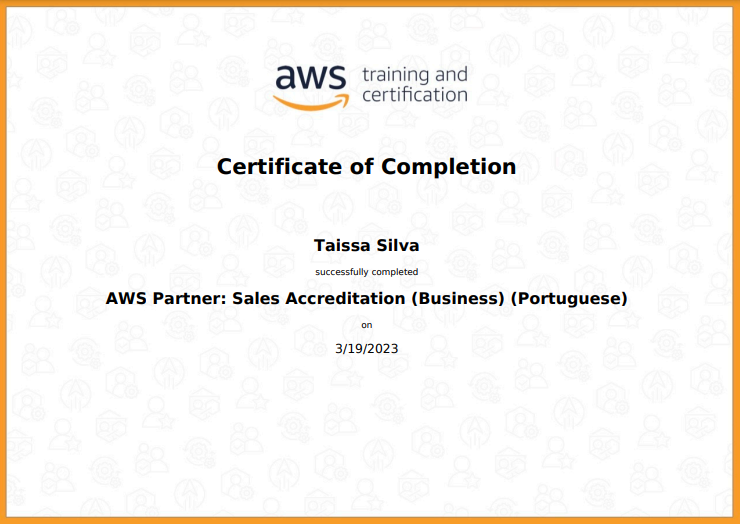 aws training and
certification
Certificate of Completion
Taissa Silva
successfully completed
AWS Partner: Sales Accreditation (Business) (Portuguese)
on
3/19/2023